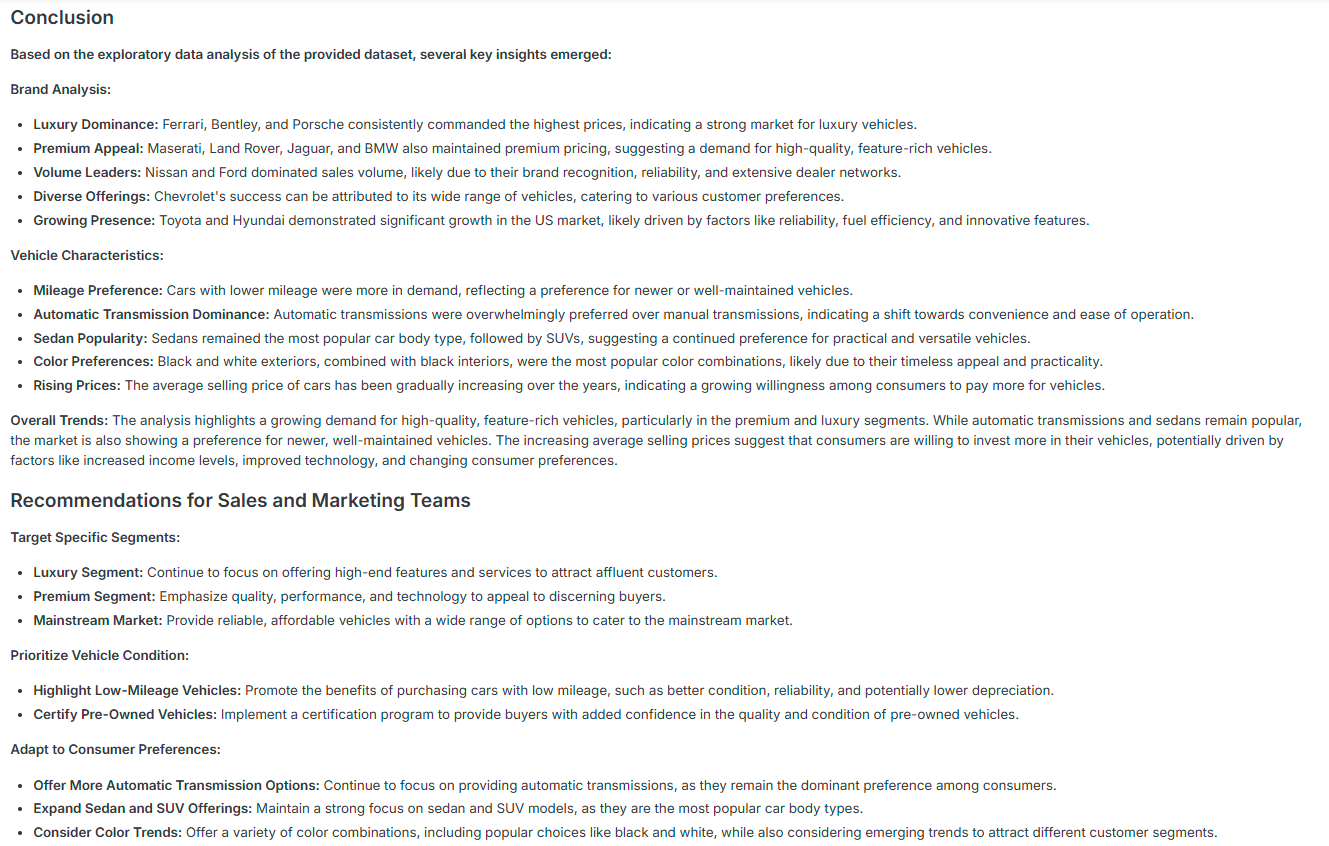 Conclusion
Based on the exploratory data analysis of the provided dataset, several key insights emerged:
Brand Analysis:
• Luxury Dominance: Ferrari, Bentley, and Porsche consistently commanded the highest prices, indicating a strong market for luxury vehicles.
• Premium Appeal: Maserati, Land Rover, Jaguar, and BMW also maintained premium pricing, suggesting a demand for high-quality, feature-rich vehicles.
• Volume Leaders: Nissan and Ford dominated sales volume, likely due to their brand recognition, reliability, and extensive dealer networks.
• Diverse Offerings: Chevrolet's success can be attributed to its wide range of vehicles, catering to various customer preferences.
• Growing Presence: Toyota and Hyundai demonstrated significant growth in the US market, likely driven by factors like reliability, fuel efficiency, and innovative features.
Vehicle Characteristics:
• Mileage Preference: Cars with lower mileage were more in demand, reflecting a preference for newer or well-maintained vehicles.
• Automatic Transmission Dominance: Automatic transmissions were overwhelmingly preferred over manual transmissions, indicating a shift towards convenience and ease of operation.
• Sedan Popularity: Sedans remained the most popular car body type, followed by SUVs, suggesting a continued preference for practical and versatile vehicles.
• Color Preferences: Black and white exteriors, combined with black interiors, were the most popular color combinations, likely due to their timeless appeal and practicality.
• Rising Prices: The average selling price of cars has been gradually increasing over the years, indicating a growing willingness among consumers to pay more for vehicles.
Overall Trends: The analysis highlights a growing demand for high-quality, feature-rich vehicles, particularly in the premium and luxury segments. While automatic transmissions and sedans remain popular,
the market is also showing a preference for newer, well-maintained vehicles. The increasing average selling prices suggest that consumers are willing to invest more in their vehicles, potentially driven by
factors like increased income levels, improved technology, and changing consumer preferences.
Recommendations for Sales and Marketing Teams
Target Specific Segments:
• Luxury Segment: Continue to focus on offering high-end features and services to attract affluent customers.
• Premium Segment: Emphasize quality, performance, and technology to appeal to discerning buyers.
• Mainstream Market: Provide reliable, affordable vehicles with a wide range of options to cater to the mainstream market.
Prioritize Vehicle Condition:
• Highlight Low-Mileage Vehicles: Promote the benefits of purchasing cars with low mileage, such as better condition, reliability, and potentially lower depreciation.
• Certify Pre-Owned Vehicles: Implement a certification program to provide buyers with added confidence in the quality and condition of pre-owned vehicles.
Adapt to Consumer Preferences:
• Offer More Automatic Transmission Options: Continue to focus on providing automatic transmissions, as they remain the dominant preference among consumers.
• Expand Sedan and SUV Offerings: Maintain a strong focus on sedan and SUV models, as they are the most popular car body types.
• Consider Color Trends: Offer a variety of color combinations, including popular choices like black and white, while also considering emerging trends to attract different customer segments.